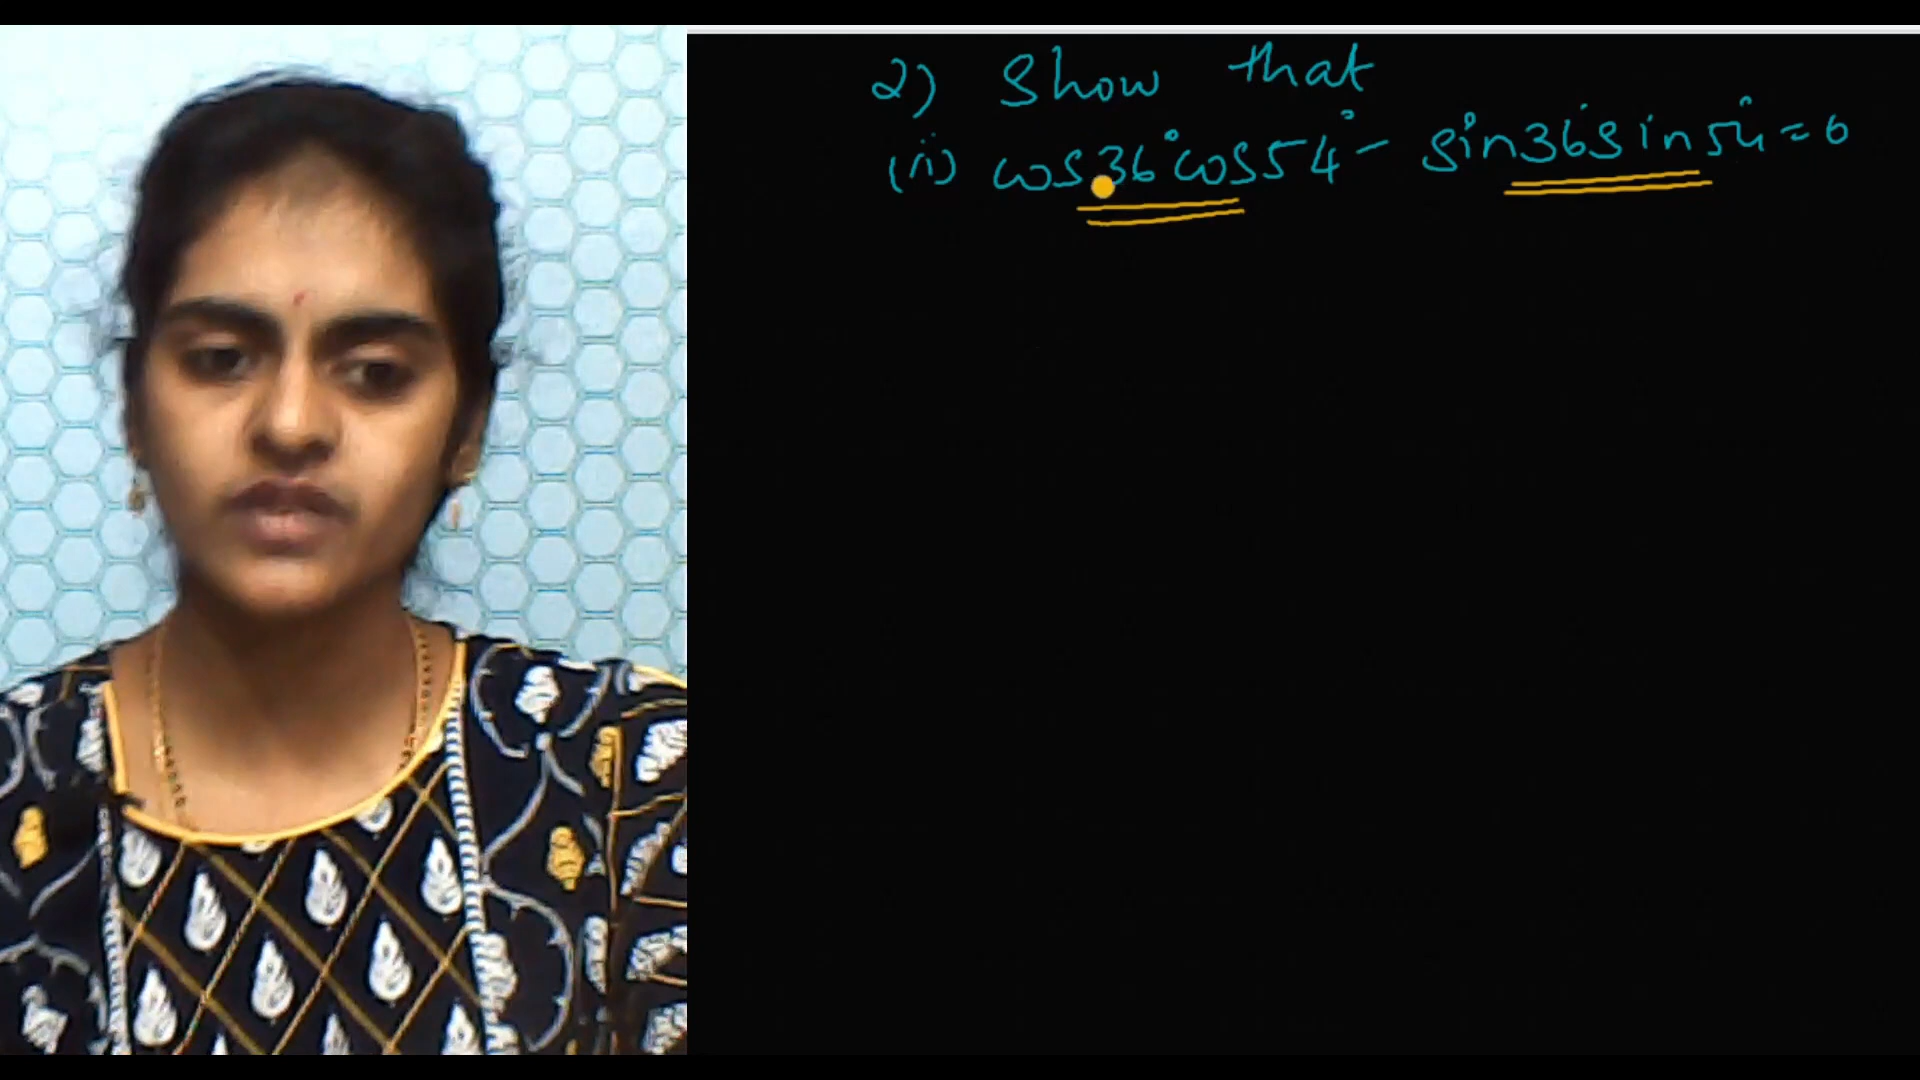 2) Show that
(ii) cos36°cos54° - sin36°sin54° = 0